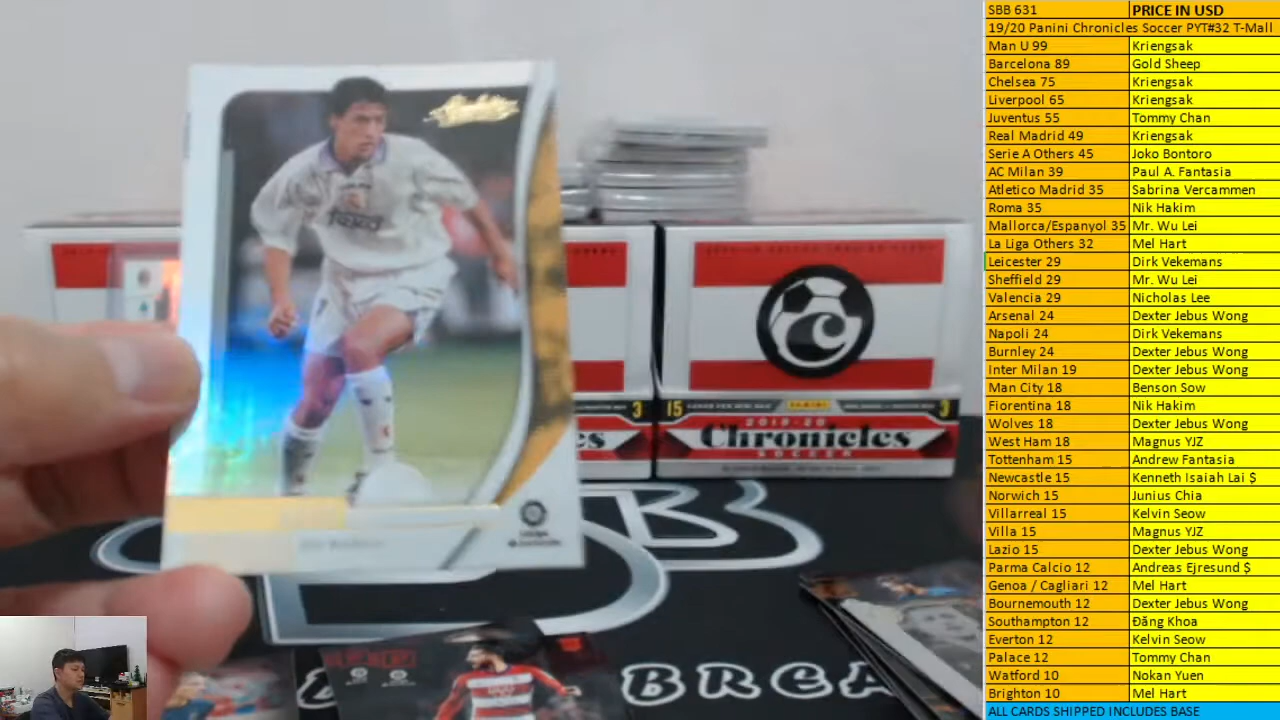 SBB 631 PRICE IN USD
19/20 Panini Chronicles Soccer PYT#32 T-Mall
Man U 99 Kriengsak
Barcelona 89 Gold Sheep
Chelsea 75 Kriengsak
Liverpool 65 Kriengsak
Juventus 55 Tommy Chan
Real Madrid 49 Kriengsak
Serie A Others 45 Joko Bontoro
AC Milan 39 Paul A. Fantasia
Atletico Madrid 35 Sabrina Vercammen
Roma 35 Nik Hakim
Mallorca/Espanyol 35 Mr. Wu Lei
La Liga Others 32 Mel Hart
Leicester 29 Dirk Vekemans
Sheffield 29 Mr. Wu Lei
Valencia 29 Nicholas Lee
Arsenal 24 Dexter Jebus Wong
Napoli 24 Dirk Vekemans
Burnley 24 Dexter Jebus Wong
Inter Milan 19 Dexter Jebus Wong
Man City 18 Benson Sow
Fiorentina 18 Nik Hakim
Wolves 18 Dexter Jebus Wong
West Ham 18 Magnus YJZ
Tottenham 15 Andrew Fantasia
Newcastle 15 Kenneth Isaiah Lai $
Norwich 15 Junius Chia
Villarreal 15 Kelvin Seow
Villa 15 Magnus YJZ
Lazio 15 Dexter Jebus Wong
Parma Calcio 12 Andreas Ejresund $
Genoa / Cagliari 12 Mel Hart
Bournemouth 12 Dexter Jebus Wong
Southampton 12 Đăng Khoa
Everton 12 Kelvin Seow
Palace 12 Tommy Chan
Watford 10 Nokan Yuen
Brighton 10 Mel Hart
ALL CARDS SHIPPED INCLUDES BASE
Absolute
3
15 PANINI 3
2019-20
Chronicles
SOCCER